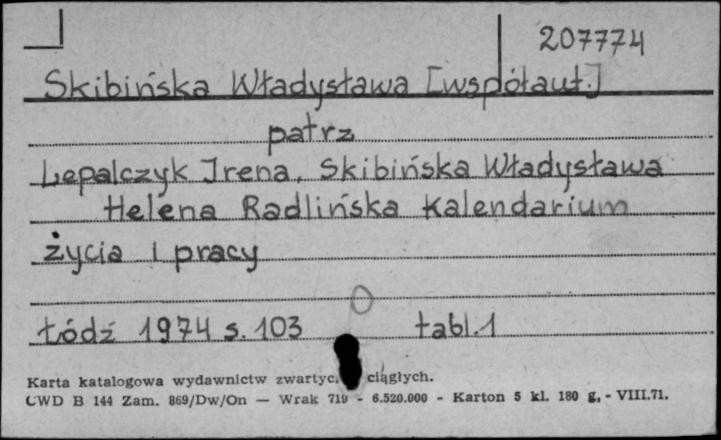 207774
Skibińska Władysława [współaut.]
patrz
Lepalczyk Irena, Skibińska Władysława
Helena Radlińska Kalendarium
życia i pracy
Łódź 1974 s. 103 tabl. 1
Karta katalogowa wydawnictw zwartyc. ciągłych.
CWD B 144 Zam. 869/Dw/On — Wrak 719 - 6.520.000 - Karton 5 kl. 180 g. - VIII.71.